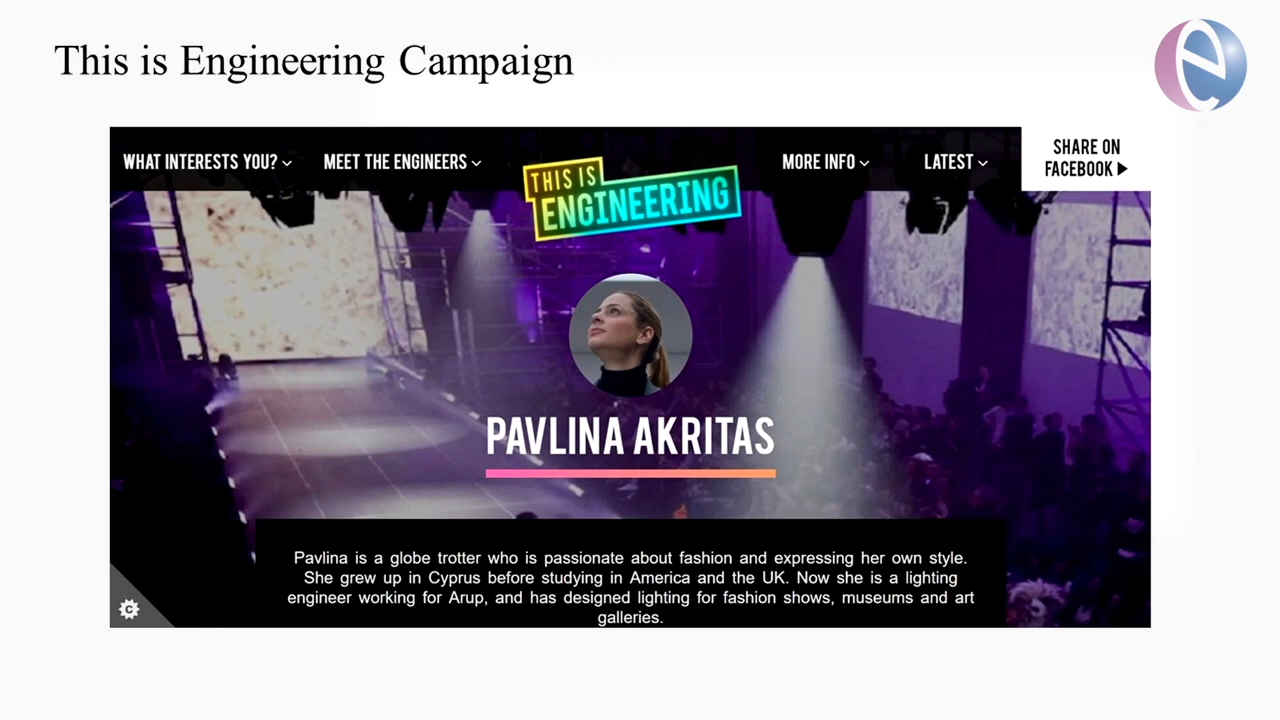 This is Engineering Campaign
WHAT INTERESTS YOU?
MEET THE ENGINEERS
THIS IS
ENGINEERING
MORE INFO
LATEST
SHARE ON
FACEBOOK
PAVLINA AKRITAS
Pavlina is a globe trotter who is passionate about fashion and expressing her own style.
She grew up in Cyprus before studying in America and the UK. Now she is a lighting
engineer working for Arup, and has designed lighting for fashion shows, museums and art
galleries.